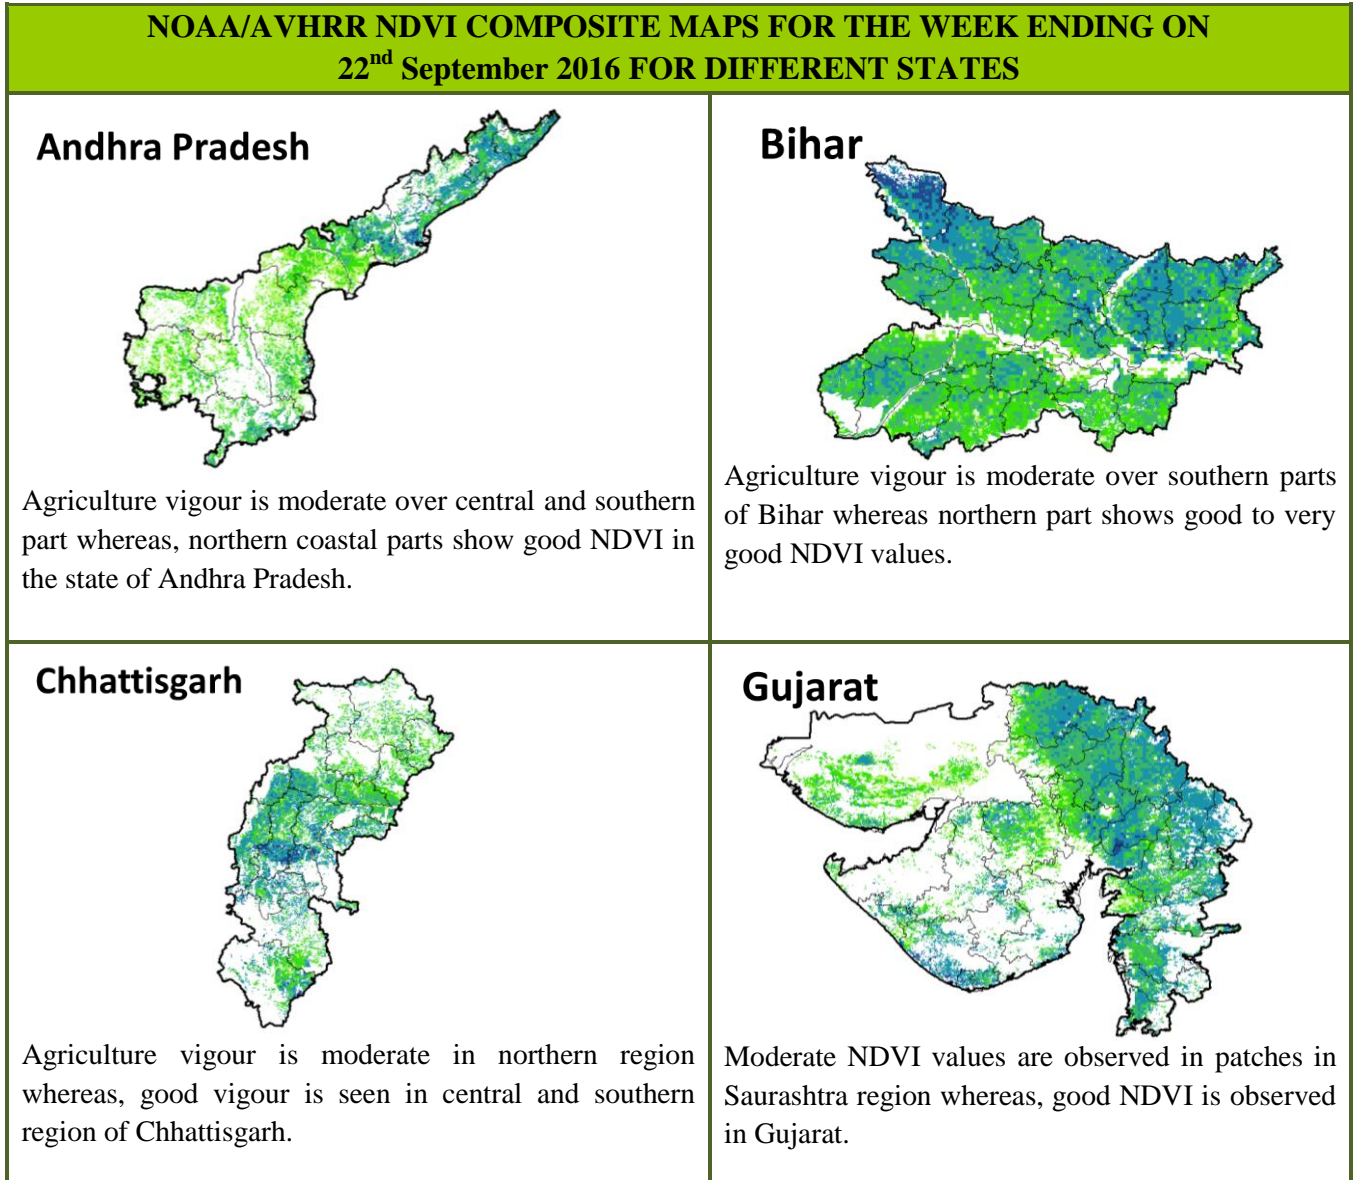 NOAA/AVHRR NDVI COMPOSITE MAPS FOR THE WEEK ENDING ON
22nd September 2016 FOR DIFFERENT STATES
Andhra Pradesh
Agriculture vigour is moderate over central and southern
part whereas, northern coastal parts show good NDVI in
the state of Andhra Pradesh.
Bihar
Agriculture vigour is moderate over southern parts
of Bihar whereas northern part shows good to very
good NDVI values.
Chhattisgarh
Agriculture vigour is moderate in northern region
whereas, good vigour is seen in central and southern
region of Chhattisgarh.
Gujarat
Moderate NDVI values are observed in patches in
Saurashtra region whereas, good NDVI is observed
in Gujarat.